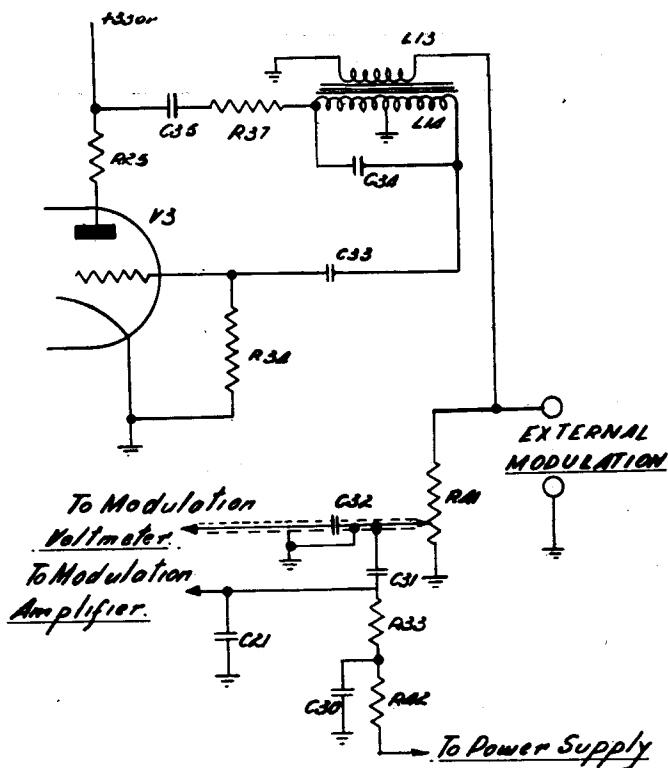 +330v
L13
C35
R37
L14
R25
C34
V3
C33
R34
EXTERNAL
MODULATION
R41
C32
To Modulation
Voltmeter.
C31
To Modulation
Amplifier.
R33
C21
C30
R42
To Power Supply